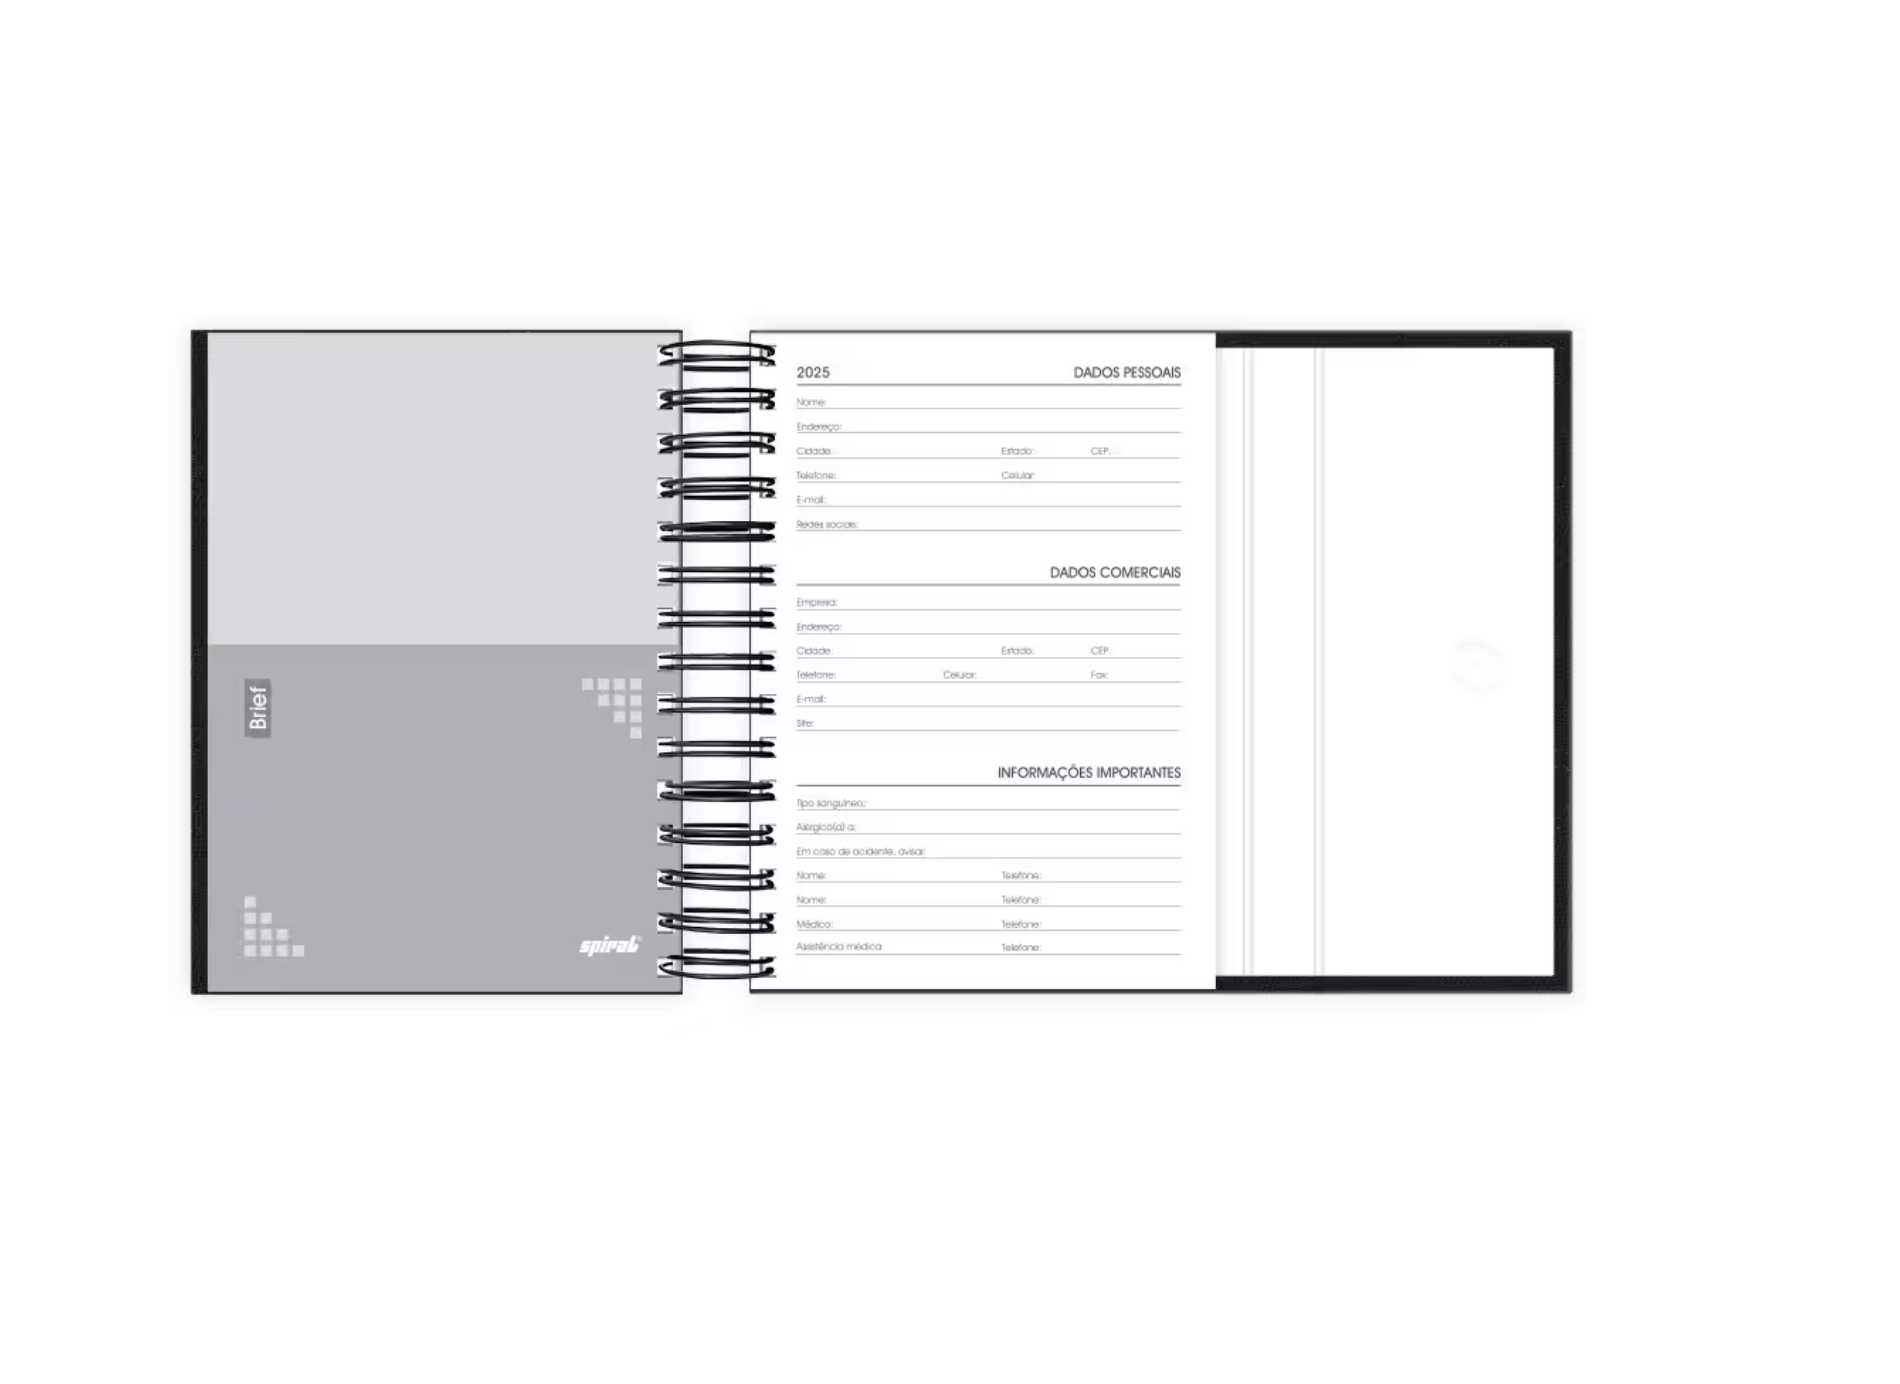 Brief
spiral
2025 DADOS PESSOAIS
Nome:
Endereço:
Cidade: Estado: CEP:
Telefone: Celular:
E-mail:
Redes sociais:
DADOS COMERCIAIS
Empresa:
Endereço:
Cidade: Estado: CEP:
Telefone: Celular: Fax:
E-mail:
Site:
INFORMAÇÕES IMPORTANTES
Tipo sanguíneo:
Alérgico(a) a:
Em caso de acidente, avisar:
Nome: Telefone:
Nome: Telefone:
Médico: Telefone:
Assistência médica Telefone: